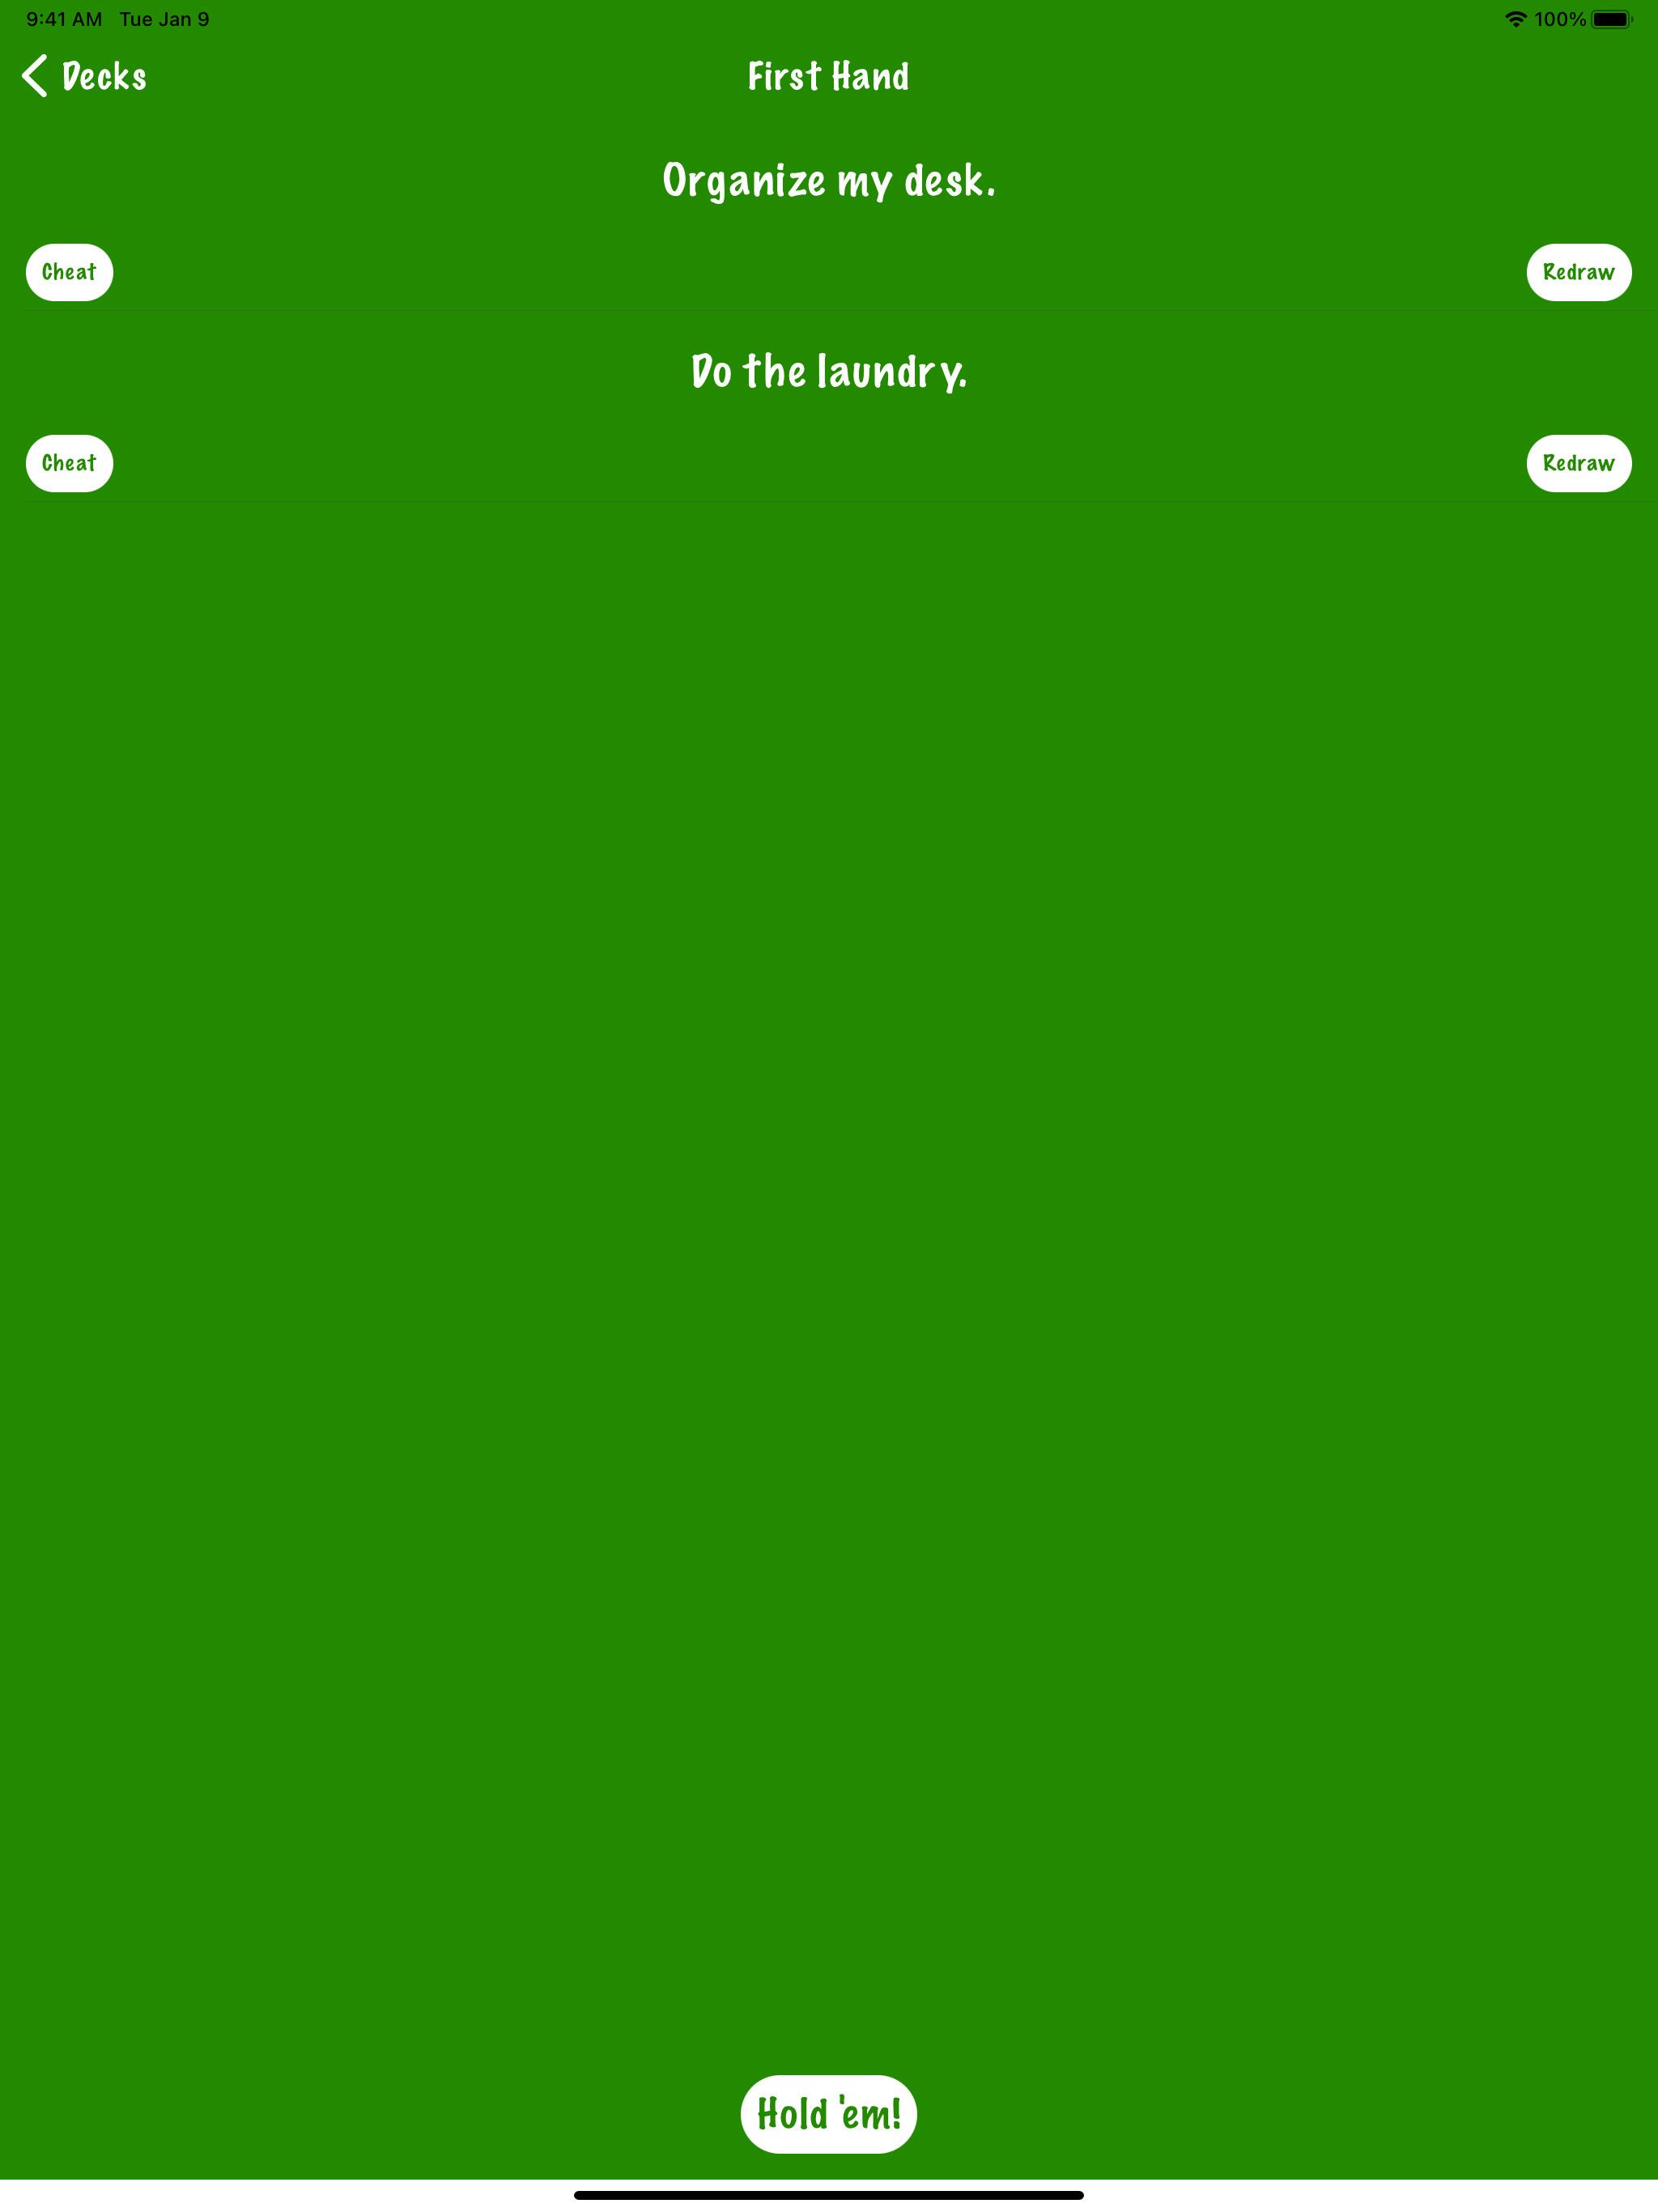 9:41 AM Tue Jan 9 100%
Decks First Hand
Organize my desk.
Cheat Redraw
Do the laundry.
Cheat Redraw
Hold 'em!